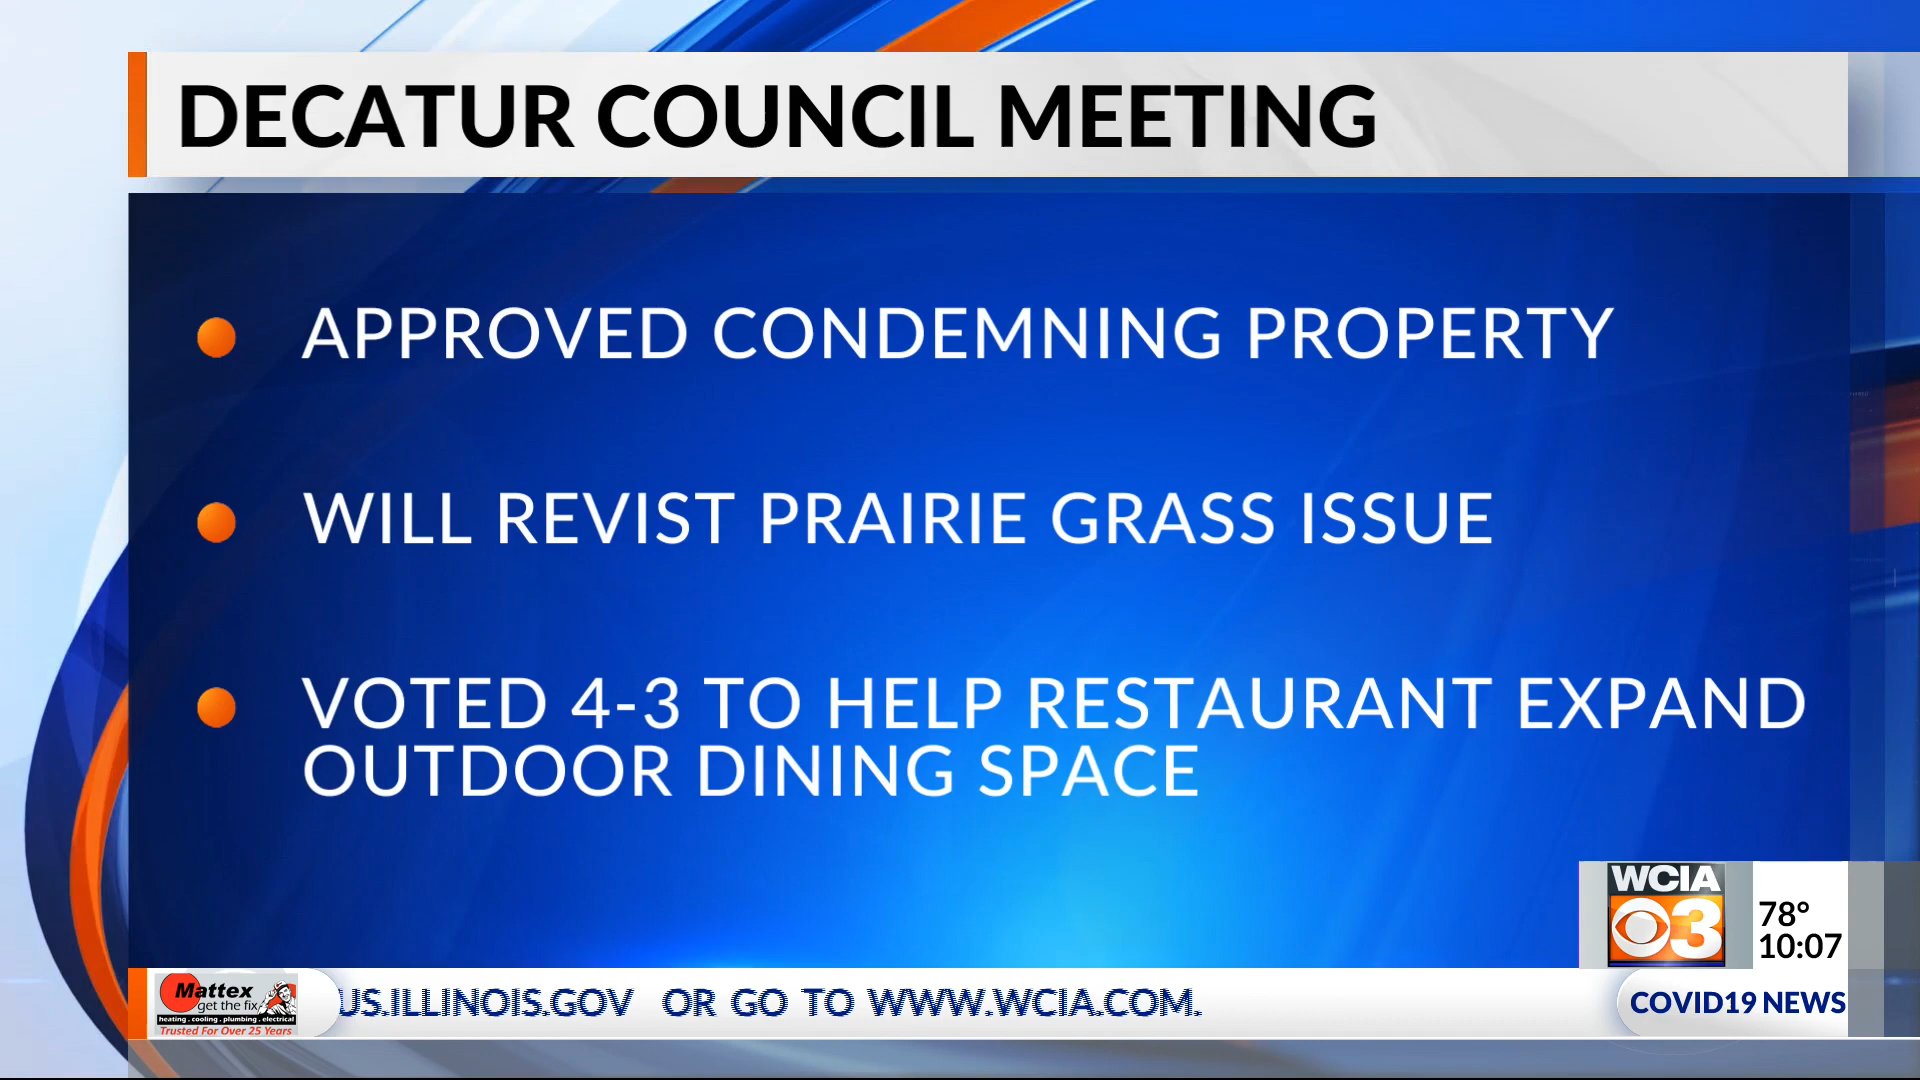 DECATUR COUNCIL MEETING
APPROVED CONDEMNING PROPERTY
WILL REVIST PRAIRIE GRASS ISSUE
VOTED 4-3 TO HELP RESTAURANT EXPAND
OUTDOOR DINING SPACE
WCIA
3
78°
10:07
Mattex
get the fix
heating . cooling . plumbing . electrical
Trusted For Over 25 Years
US.ILLINOIS.GOV OR GO TO WWW.WCIA.COM.
COVID19 NEWS